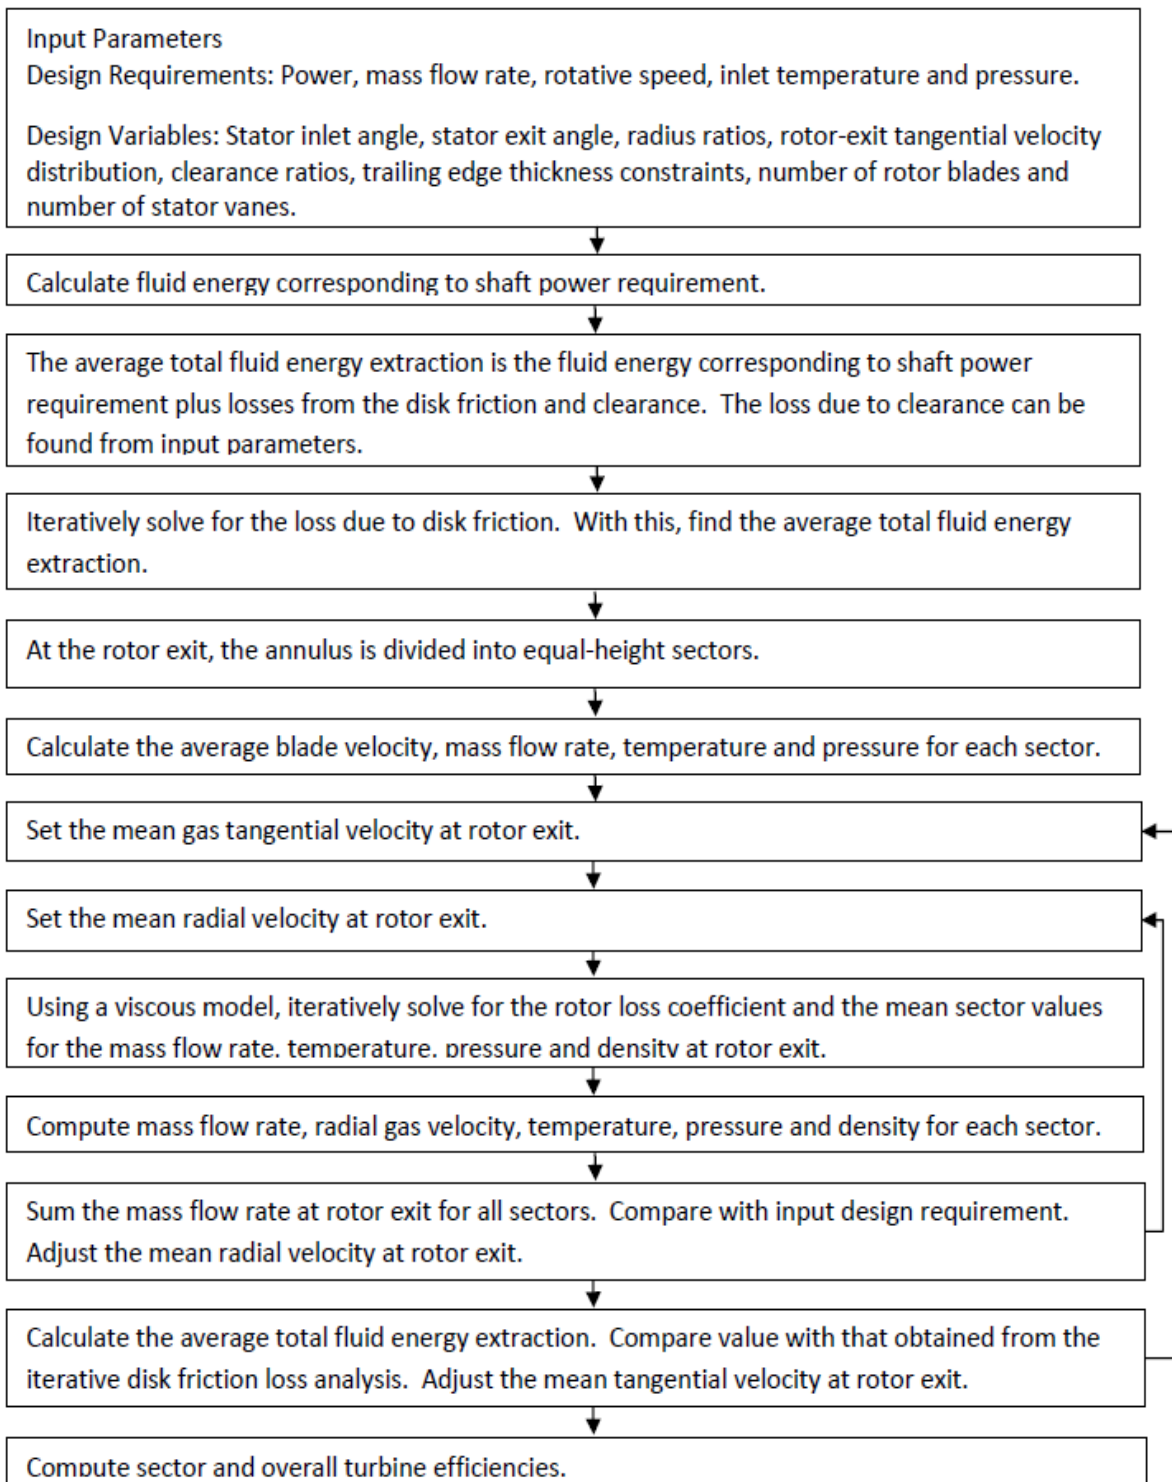 Input Parameters
Design Requirements: Power, mass flow rate, rotative speed, inlet temperature and pressure.
Design Variables: Stator inlet angle, stator exit angle, radius ratios, rotor-exit tangential velocity
distribution, clearance ratios, trailing edge thickness constraints, number of rotor blades and
number of stator vanes.
Calculate fluid energy corresponding to shaft power requirement.
The average total fluid energy extraction is the fluid energy corresponding to shaft power
requirement plus losses from the disk friction and clearance.  The loss due to clearance can be
found from input parameters.
Iteratively solve for the loss due to disk friction.  With this, find the average total fluid energy
extraction.
At the rotor exit, the annulus is divided into equal-height sectors.
Calculate the average blade velocity, mass flow rate, temperature and pressure for each sector.
Set the mean gas tangential velocity at rotor exit.
Set the mean radial velocity at rotor exit.
Using a viscous model, iteratively solve for the rotor loss coefficient and the mean sector values
for the mass flow rate, temperature, pressure and density at rotor exit.
Compute mass flow rate, radial gas velocity, temperature, pressure and density for each sector.
Sum the mass flow rate at rotor exit for all sectors.  Compare with input design requirement.
Adjust the mean radial velocity at rotor exit.
Calculate the average total fluid energy extraction.  Compare value with that obtained from the
iterative disk friction loss analysis.  Adjust the mean tangential velocity at rotor exit.
Compute sector and overall turbine efficiencies.